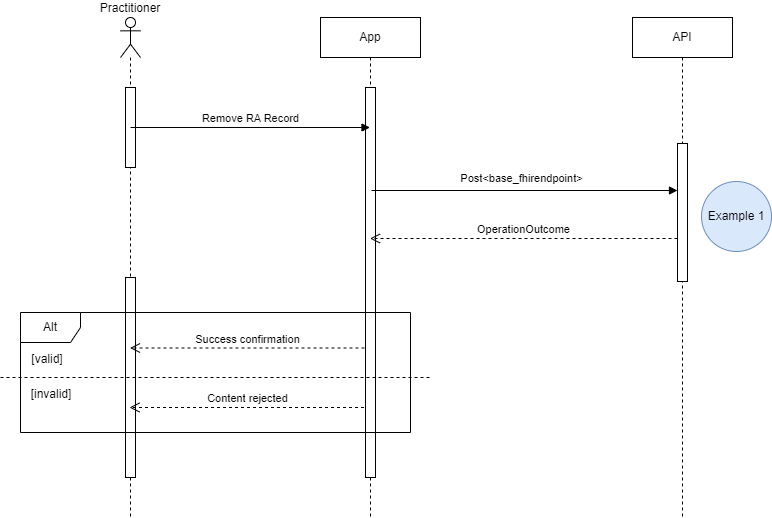 Practitioner
App
API
Remove RA Record
Post<base_fhirendpoint>
Example 1
OperationOutcome
Alt
Success confirmation
[valid]
[invalid]
Content rejected